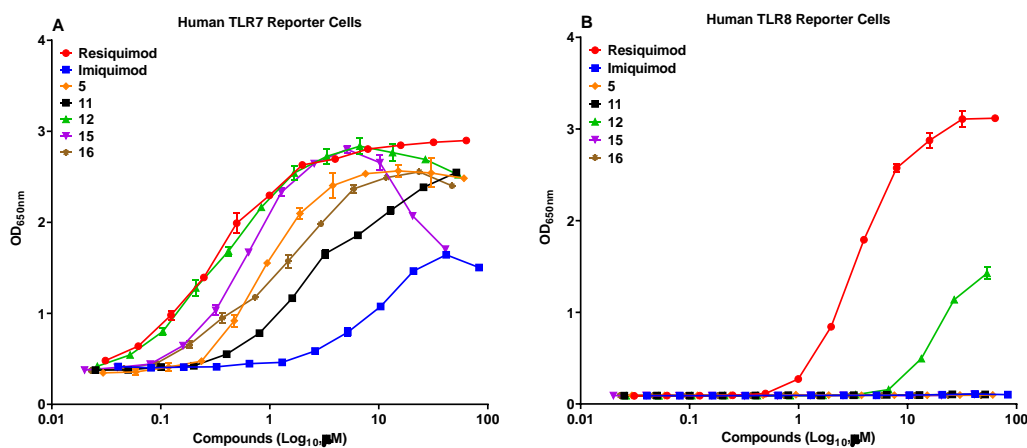 A
Human TLR7 Reporter Cells
4
3
2
1
0
OD650nm
Resiquimod
Imiquimod
5
11
12
15
16
0.01
0.1
1
10
100
Compounds (Log10,μM)
B
Human TLR8 Reporter Cells
4
3
2
1
0
OD650nm
Resiquimod
Imiquimod
5
11
12
15
16
0.01
0.1
1
10
100
Compounds (Log10,μM)